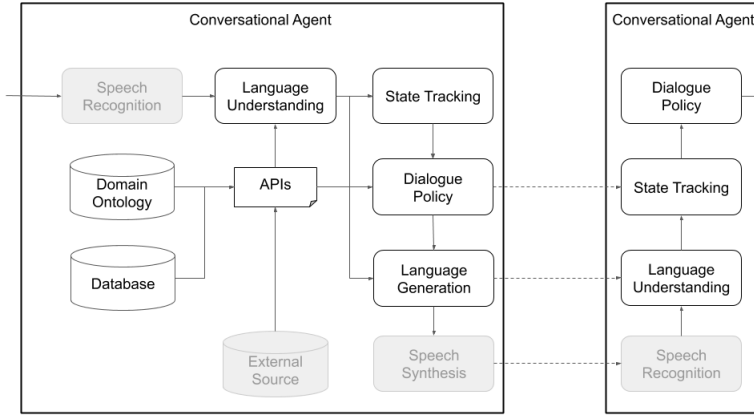 Conversational Agent
Speech
Recognition
Language
Understanding
State Tracking
Domain
Ontology
APIs
Dialogue
Policy
Database
Language
Generation
External
Source
Speech
Synthesis
Conversational Agent
Dialogue
Policy
State Tracking
Language
Understanding
Speech
Recognition